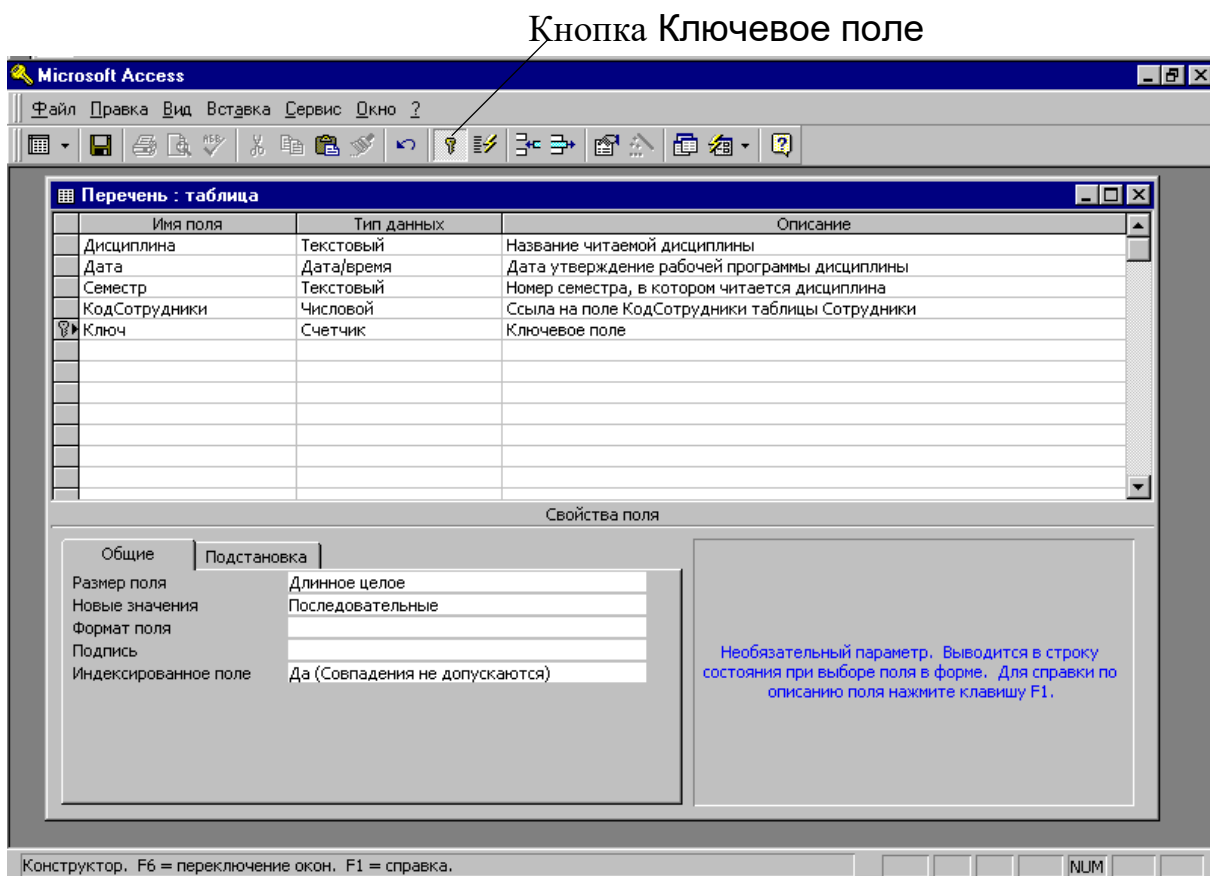 Кнопка Ключевое поле
Microsoft Access
Файл Правка Вид Вставка Сервис Окно ?
Перечень : таблица
Имя поля Тип данных Описание
Дисциплина Текстовый Название читаемой дисциплины
Дата Дата/время Дата утверждение рабочей программы дисциплины
Семестр Текстовый Номер семестра, в котором читается дисциплина
КодСотрудники Числовой Ссыла на поле КодСотрудники таблицы Сотрудники
Ключ Счетчик Ключевое поле
Свойства поля
Общие Подстановка
Размер поля Длинное целое
Новые значения Последовательные
Формат поля
Подпись
Индексированное поле Да (Совпадения не допускаются)
Необязательный параметр. Выводится в строку
состояния при выборе поля в форме. Для справки по
описанию поля нажмите клавишу F1.
Конструктор. F6 = переключение окон. F1 = справка. NUM